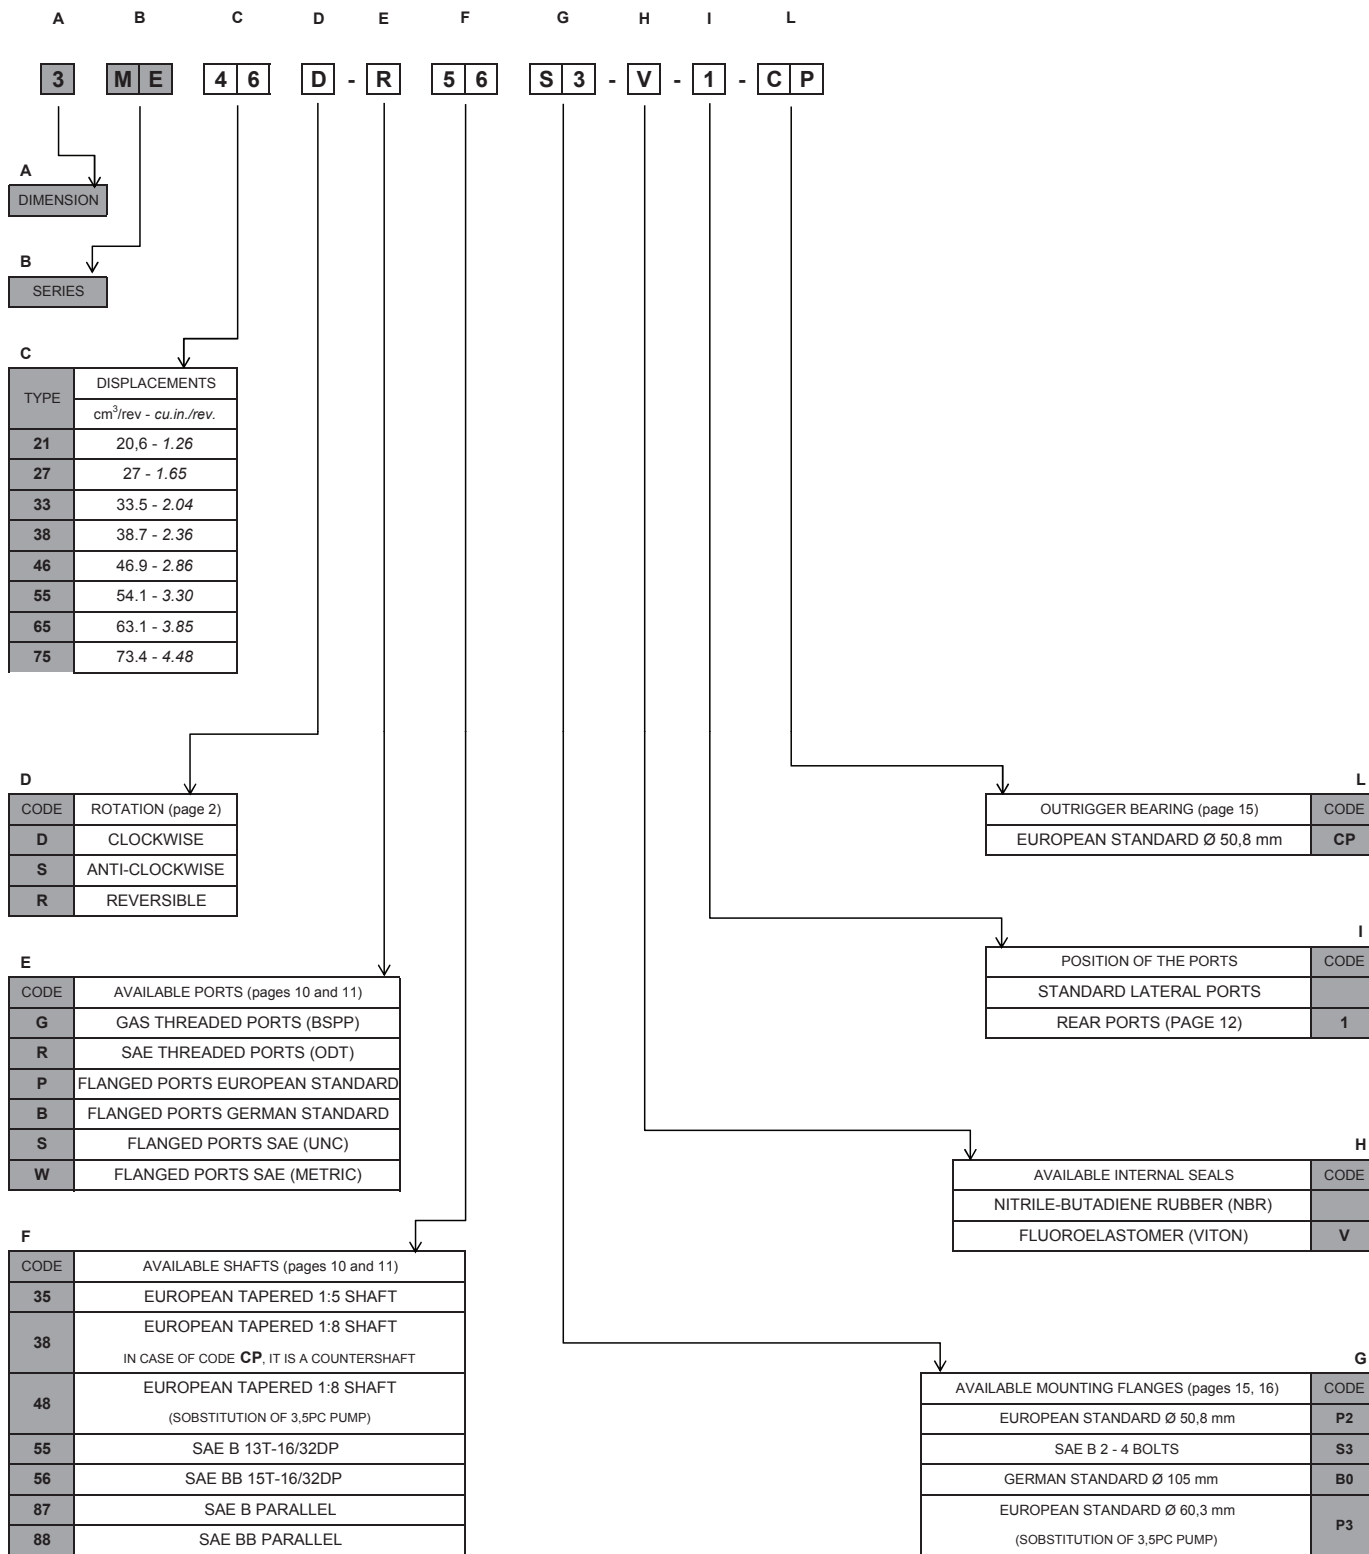 A B C D E F G H I L
3 M E 4 6 D - R 5 6 S 3 - V - 1 - C P
A
DIMENSION
B
SERIES
C
TYPE DISPLACEMENTS
cm³/rev - cu.in./rev.
21 20,6 - 1.26
27 27 - 1.65
33 33.5 - 2.04
38 38.7 - 2.36
46 46.9 - 2.86
55 54.1 - 3.30
65 63.1 - 3.85
75 73.4 - 4.48
D
CODE ROTATION (page 2)
D CLOCKWISE
S ANTI-CLOCKWISE
R REVERSIBLE
E
CODE AVAILABLE PORTS (pages 10 and 11)
G GAS THREADED PORTS (BSPP)
R SAE THREADED PORTS (ODT)
P FLANGED PORTS EUROPEAN STANDARD
B FLANGED PORTS GERMAN STANDARD
S FLANGED PORTS SAE (UNC)
W FLANGED PORTS SAE (METRIC)
F
CODE AVAILABLE SHAFTS (pages 10 and 11)
35 EUROPEAN TAPERED 1:5 SHAFT
38 EUROPEAN TAPERED 1:8 SHAFT
IN CASE OF CODE CP, IT IS A COUNTERSHAFT
48 EUROPEAN TAPERED 1:8 SHAFT
(SOBSTITUTION OF 3,5PC PUMP)
55 SAE B 13T-16/32DP
56 SAE BB 15T-16/32DP
87 SAE B PARALLEL
88 SAE BB PARALLEL
L
OUTRIGGER BEARING (page 15) CODE
EUROPEAN STANDARD Ø 50,8 mm CP
I
POSITION OF THE PORTS CODE
STANDARD LATERAL PORTS
REAR PORTS (PAGE 12) 1
H
AVAILABLE INTERNAL SEALS CODE
NITRILE-BUTADIENE RUBBER (NBR)
FLUOROELASTOMER (VITON) V
G
AVAILABLE MOUNTING FLANGES (pages 15, 16) CODE
EUROPEAN STANDARD Ø 50,8 mm P2
SAE B 2 - 4 BOLTS S3
GERMAN STANDARD Ø 105 mm B0
EUROPEAN STANDARD Ø 60,3 mm P3
(SOBSTITUTION OF 3,5PC PUMP)